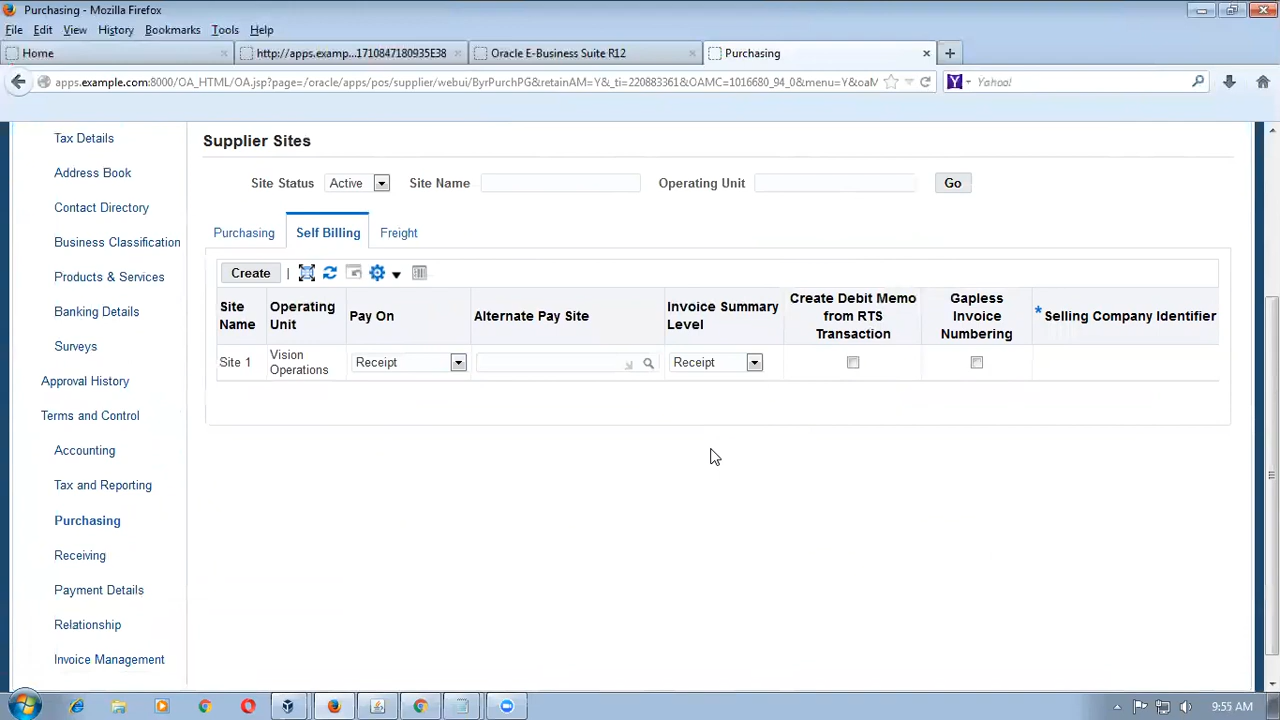 Purchasing - Mozilla Firefox
File Edit View History Bookmarks Tools Help
Home
http://apps.examp...1710847180935E38
Oracle E-Business Suite R12
Purchasing
apps.example.com:8000/OA_HTML/OA.jsp?page=/oracle/apps/pos/supplier/webui/ByrPurchPG&retainAM=Y&_ti=220883361&OAMC=1016680_94_0&menu=Y&oaM
Yahoo!
Tax Details
Address Book
Contact Directory
Business Classification
Products & Services
Banking Details
Surveys
Approval History
Terms and Control
Accounting
Tax and Reporting
Purchasing
Receiving
Payment Details
Relationship
Invoice Management
Supplier Sites
Site Status Active Site Name Operating Unit Go
Purchasing Self Billing Freight
Create
Site Name
Operating Unit
Pay On
Alternate Pay Site
Invoice Summary Level
Create Debit Memo from RTS Transaction
Gapless Invoice Numbering
* Selling Company Identifier
Site 1
Vision Operations
Receipt
Receipt
9:55 AM